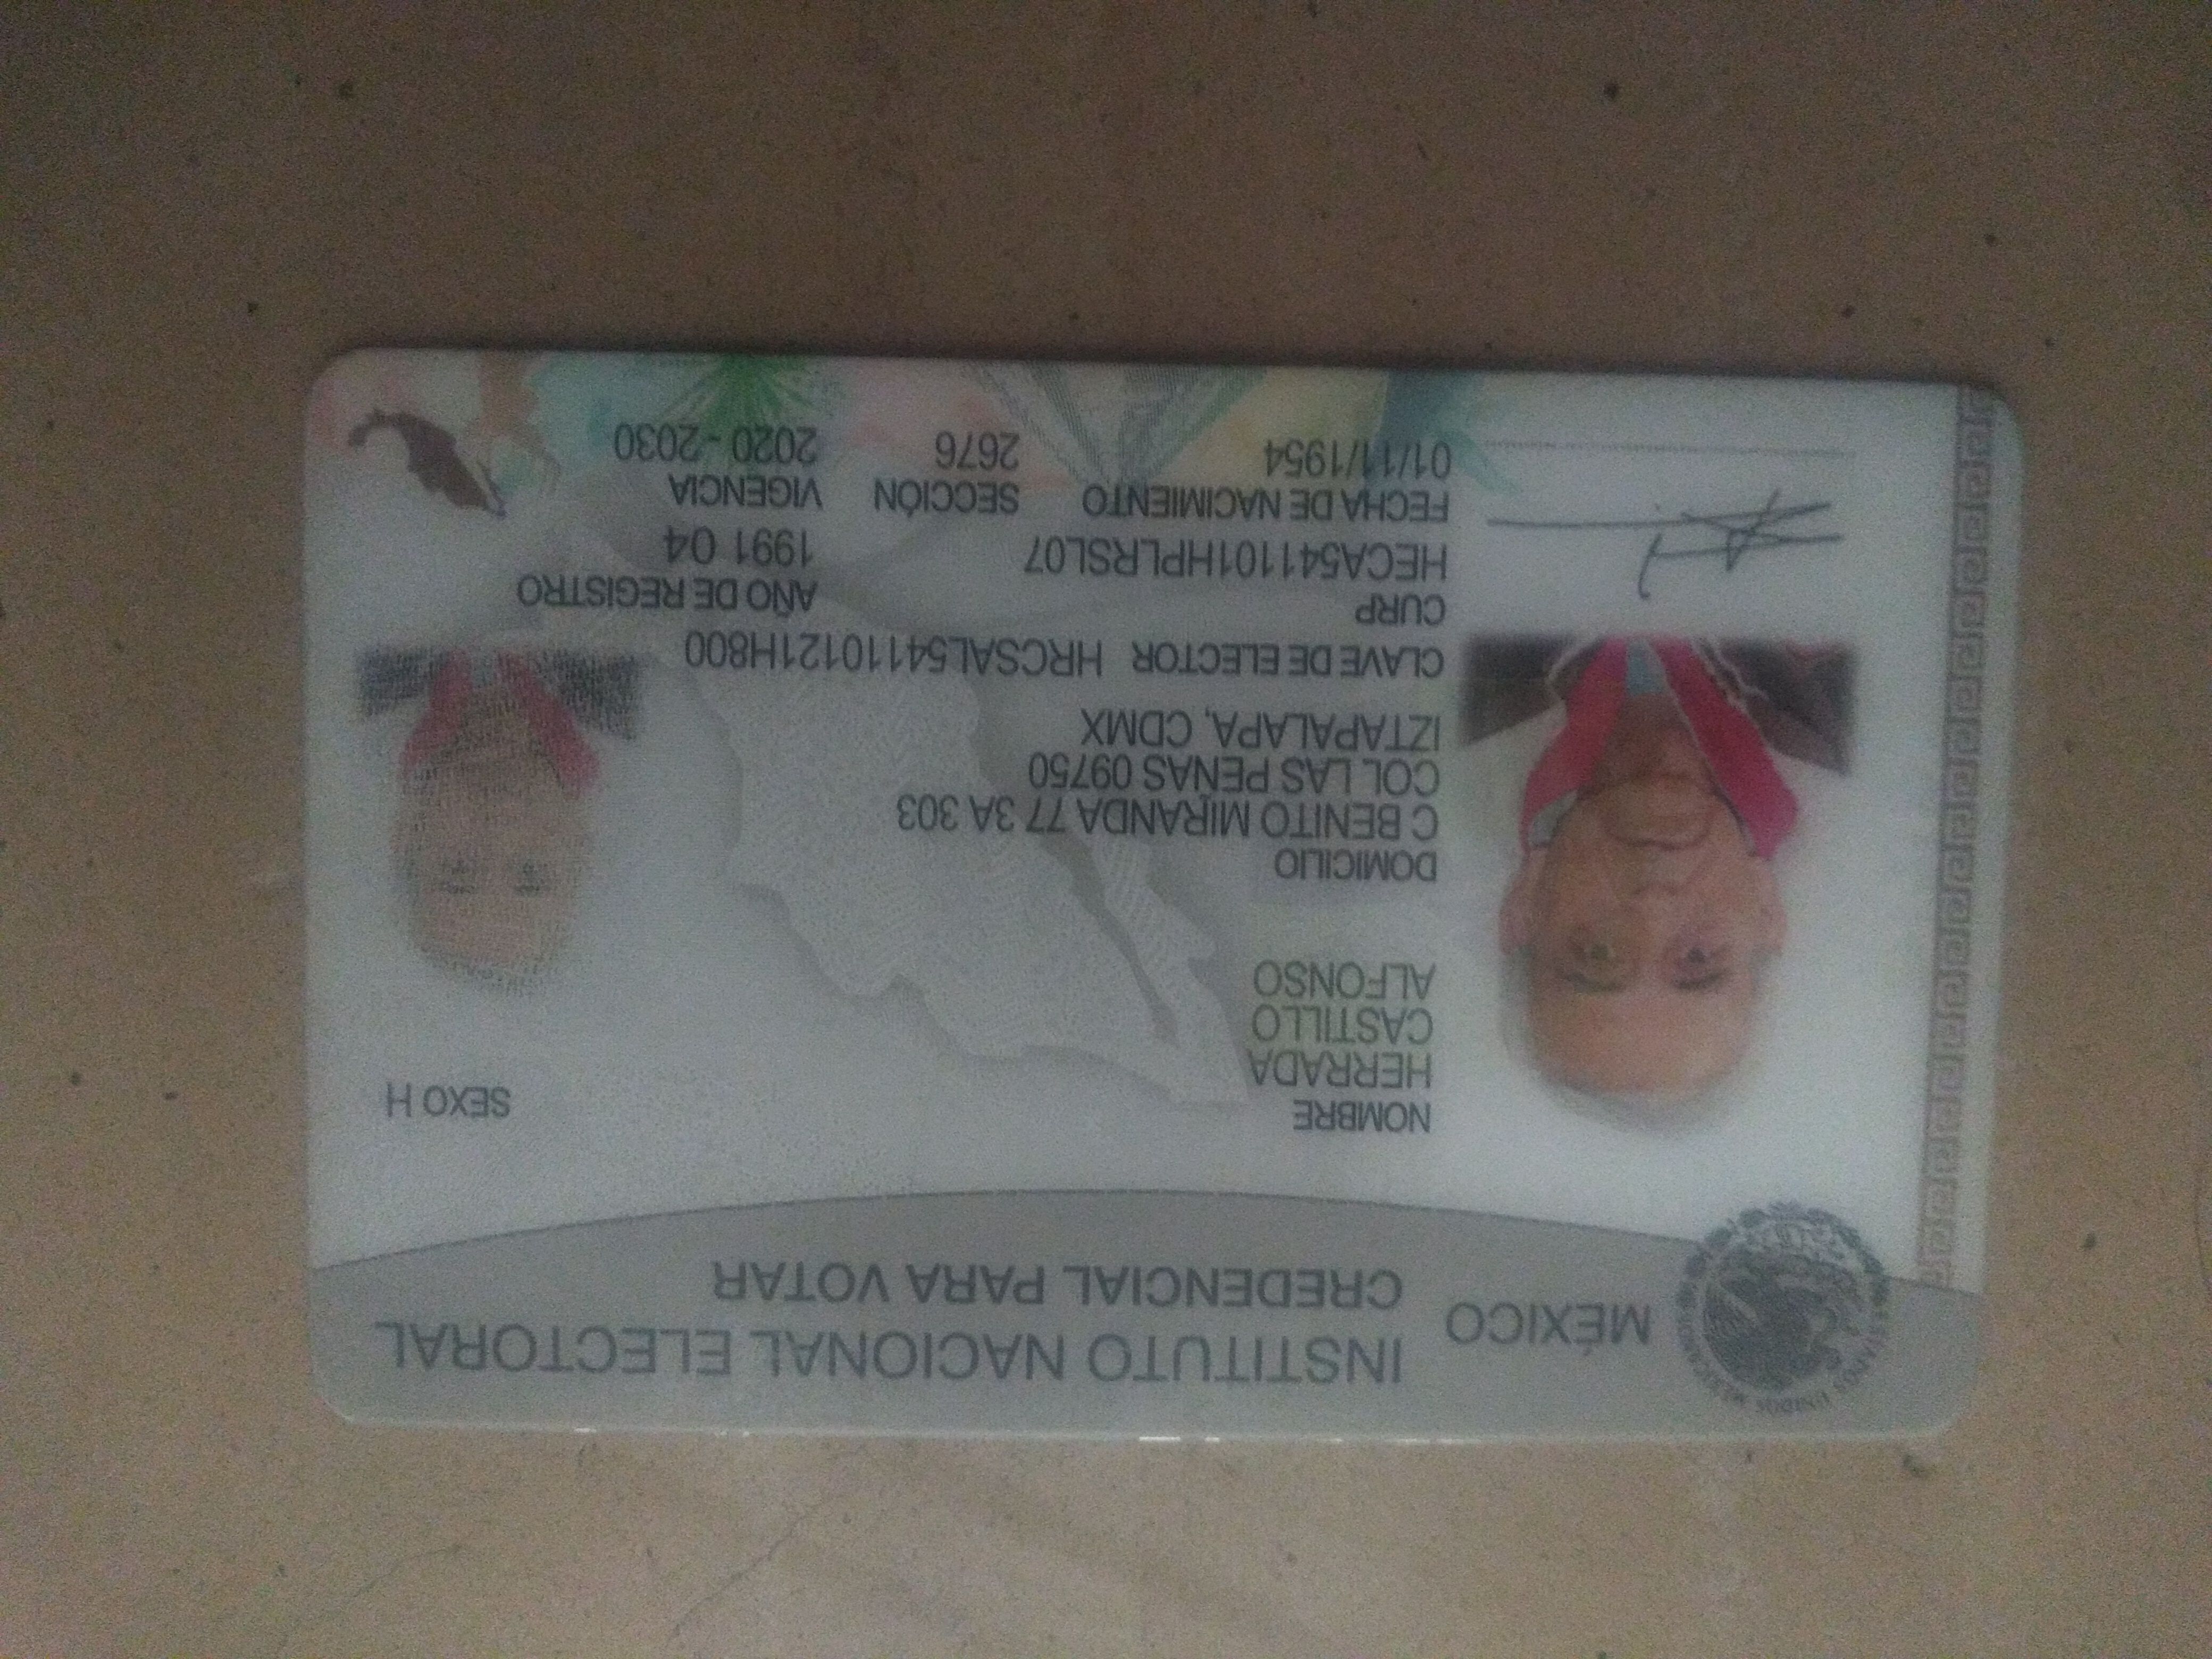 ESTADOS UNIDOS MEXICANOS
MÉXICO
INSTITUTO NACIONAL ELECTORAL
CREDENCIAL PARA VOTAR
NOMBRE
HERRADA
CASTILLO
ALFONSO
SEXO H
DOMICILIO
C BENITO MIRANDA 77 3A 303
COL LAS PEÑAS 09750
IZTAPALAPA, CDMX
CLAVE DE ELECTOR HRCSAL54110121H800
CURP
HECA541101HPLRSL07
AÑO DE REGISTRO
1991 04
FECHA DE NACIMIENTO
01/11/1954
SECCIÓN
2676
VIGENCIA
2020 - 2030